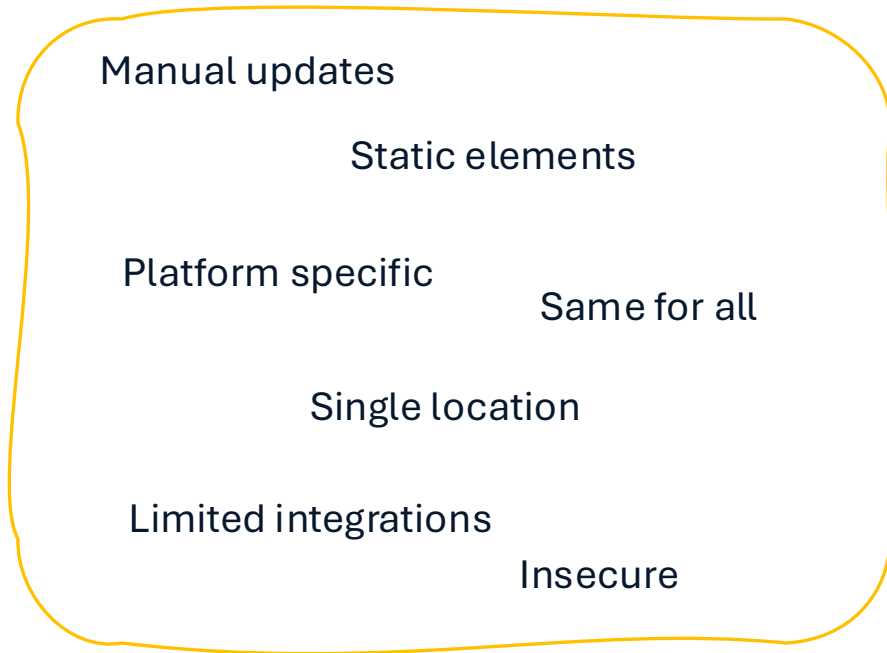 Manual updates
Static elements
Platform specific
Same for all
Single location
Limited integrations
Insecure